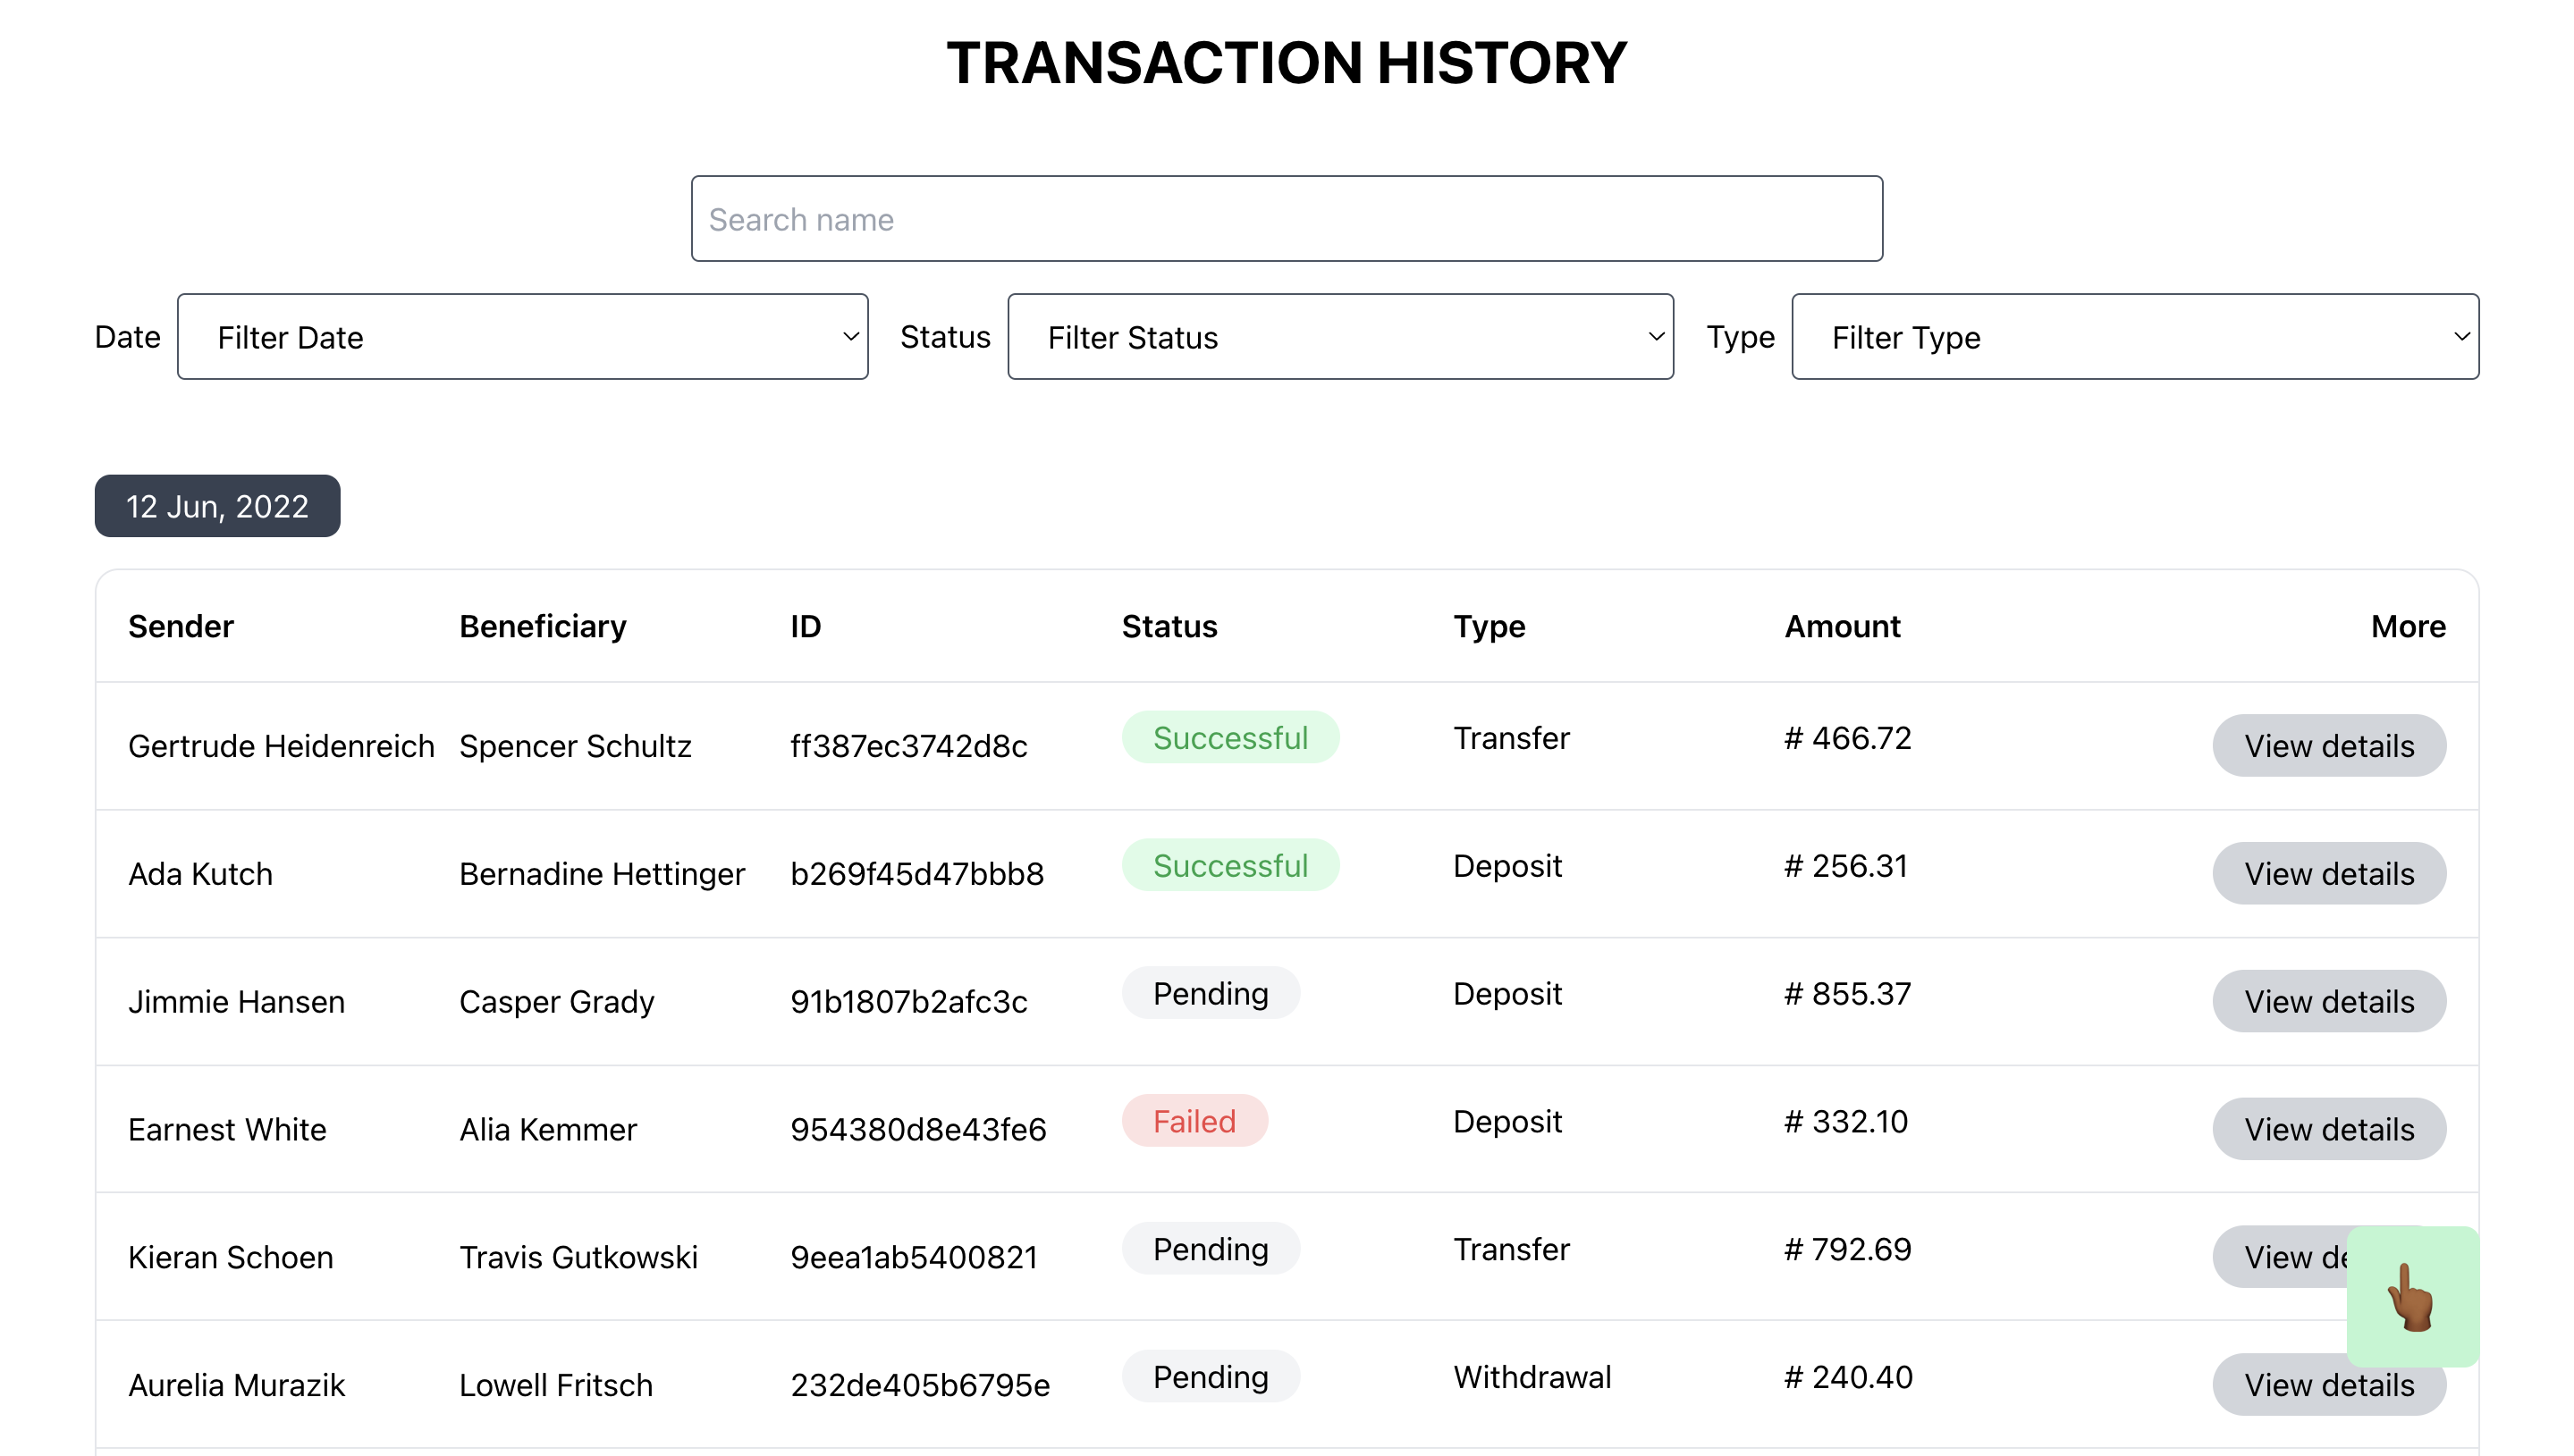 TRANSACTION HISTORY
Search name
Date Filter Date Status Filter Status Type Filter Type
12 Jun, 2022
Sender Beneficiary ID Status Type Amount More
Gertrude Heidenreich Spencer Schultz ff387ec3742d8c Successful Transfer # 466.72 View details
Ada Kutch Bernadine Hettinger b269f45d47bbb8 Successful Deposit # 256.31 View details
Jimmie Hansen Casper Grady 91b1807b2afc3c Pending Deposit # 855.37 View details
Earnest White Alia Kemmer 954380d8e43fe6 Failed Deposit # 332.10 View details
Kieran Schoen Travis Gutkowski 9eea1ab5400821 Pending Transfer # 792.69 View
Aurelia Murazik Lowell Fritsch 232de405b6795e Pending Withdrawal # 240.40 View details